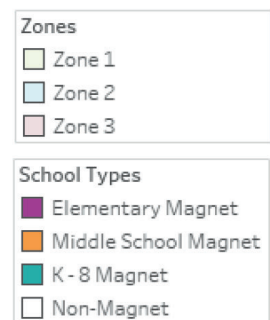 Zones
Zone 1
Zone 2
Zone 3
School Types
Elementary Magnet
Middle School Magnet
K - 8 Magnet
Non-Magnet